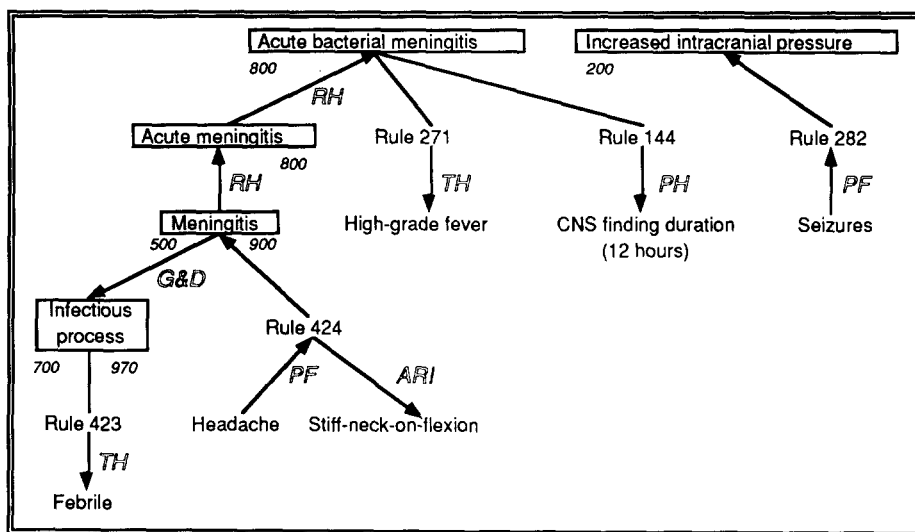 Acute bacterial meningitis
Increased intracranial pressure
800
200
RH
Acute meningitis
800
Rule 271
Rule 144
Rule 282
RH
TH
PH
PF
Meningitis
High-grade fever
CNS finding duration
(12 hours)
Seizures
500
900
G&D
Infectious
process
Rule 424
700
970
PF
ARI
Rule 423
Headache
Stiff-neck-on-flexion
TH
Febrile